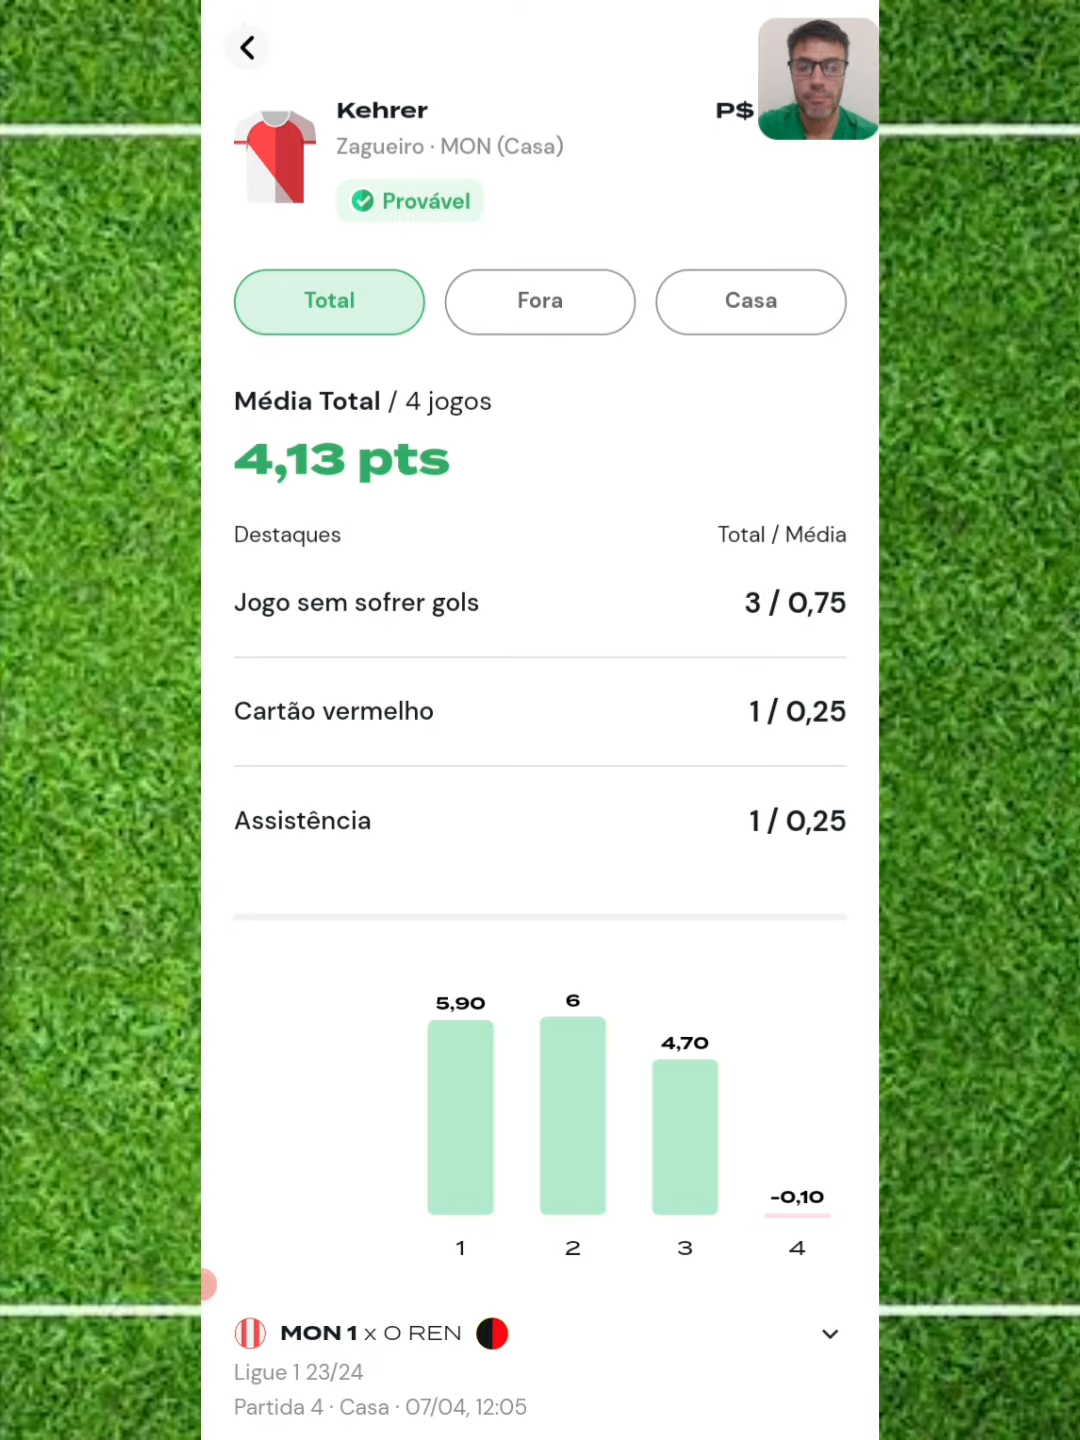 Kehrer
P$
Zagueiro · MON (Casa)
Provável
Total
Fora
Casa
Média Total / 4 jogos
4,13 pts
Destaques
Total / Média
Jogo sem sofrer gols
3 / 0,75
Cartão vermelho
1 / 0,25
Assistência
1 / 0,25
5,90
6
4,70
-0,10
1
2
3
4
MON 1 x 0 REN
Ligue 1 23/24
Partida 4 · Casa · 07/04, 12:05